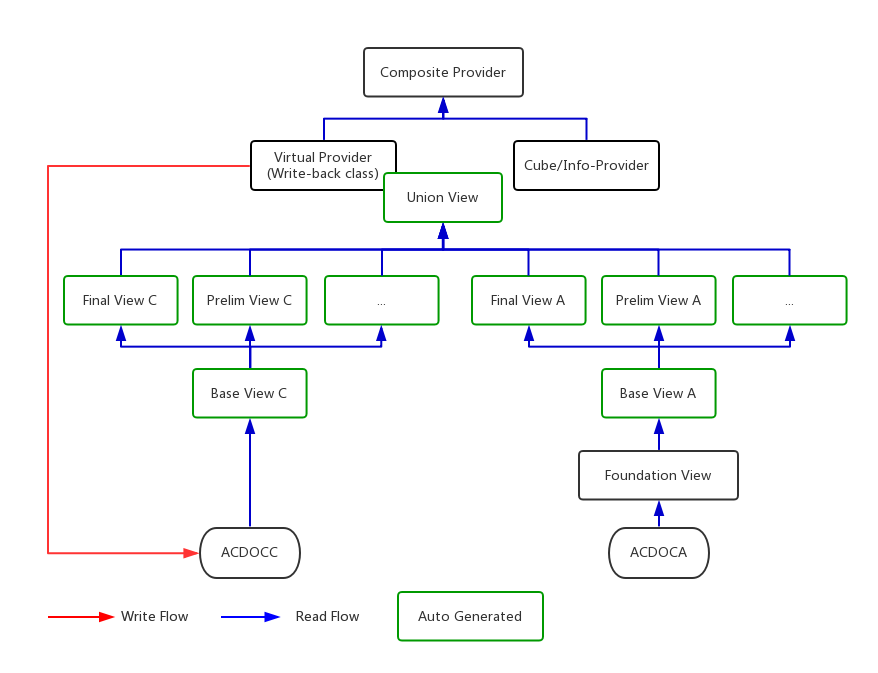 Composite Provider
Virtual Provider
(Write-back class)
Cube/Info-Provider
Union View
Final View C
Prelim View C
...
Final View A
Prelim View A
...
Base View C
Base View A
Foundation View
ACDOCC
ACDOCA
Write Flow
Read Flow
Auto Generated